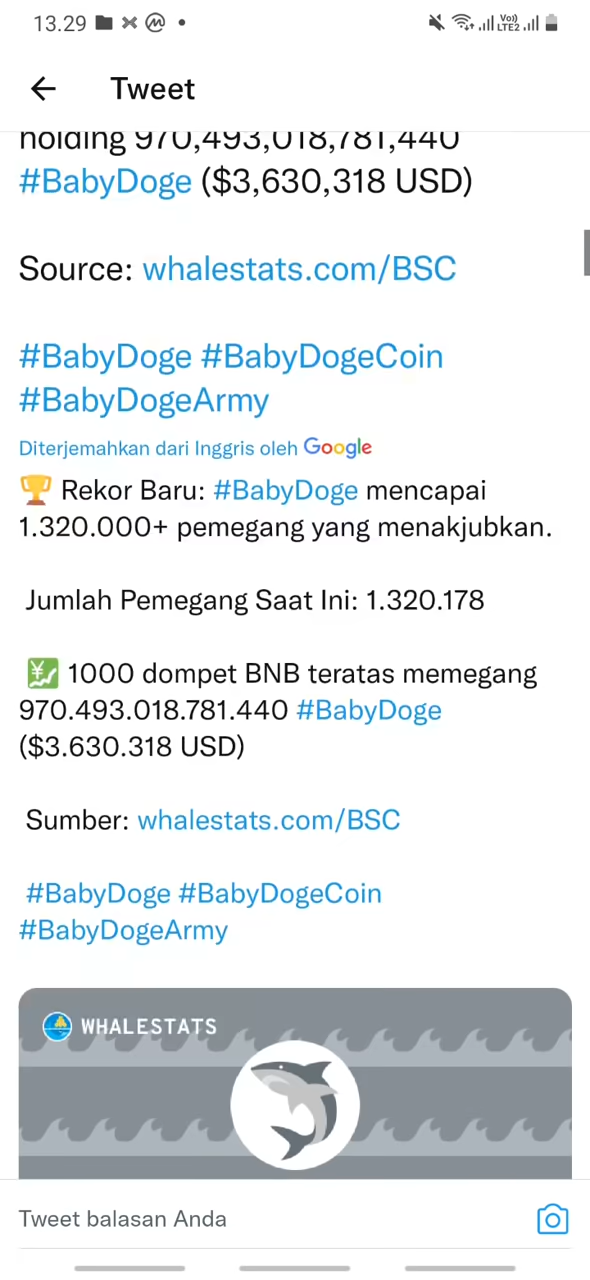 13.29
Vo))
LTE2
Tweet
holding 970,493,018,781,440
#BabyDoge ($3,630,318 USD)
Source: whalestats.com/BSC
#BabyDoge #BabyDogeCoin
#BabyDogeArmy
Diterjemahkan dari Inggris oleh Google
🏆 Rekor Baru: #BabyDoge mencapai
1.320.000+ pemegang yang menakjubkan.
Jumlah Pemegang Saat Ini: 1.320.178
💹 1000 dompet BNB teratas memegang
970.493.018.781.440 #BabyDoge
($3.630.318 USD)
Sumber: whalestats.com/BSC
#BabyDoge #BabyDogeCoin
#BabyDogeArmy
WHALESTATS
Tweet balasan Anda